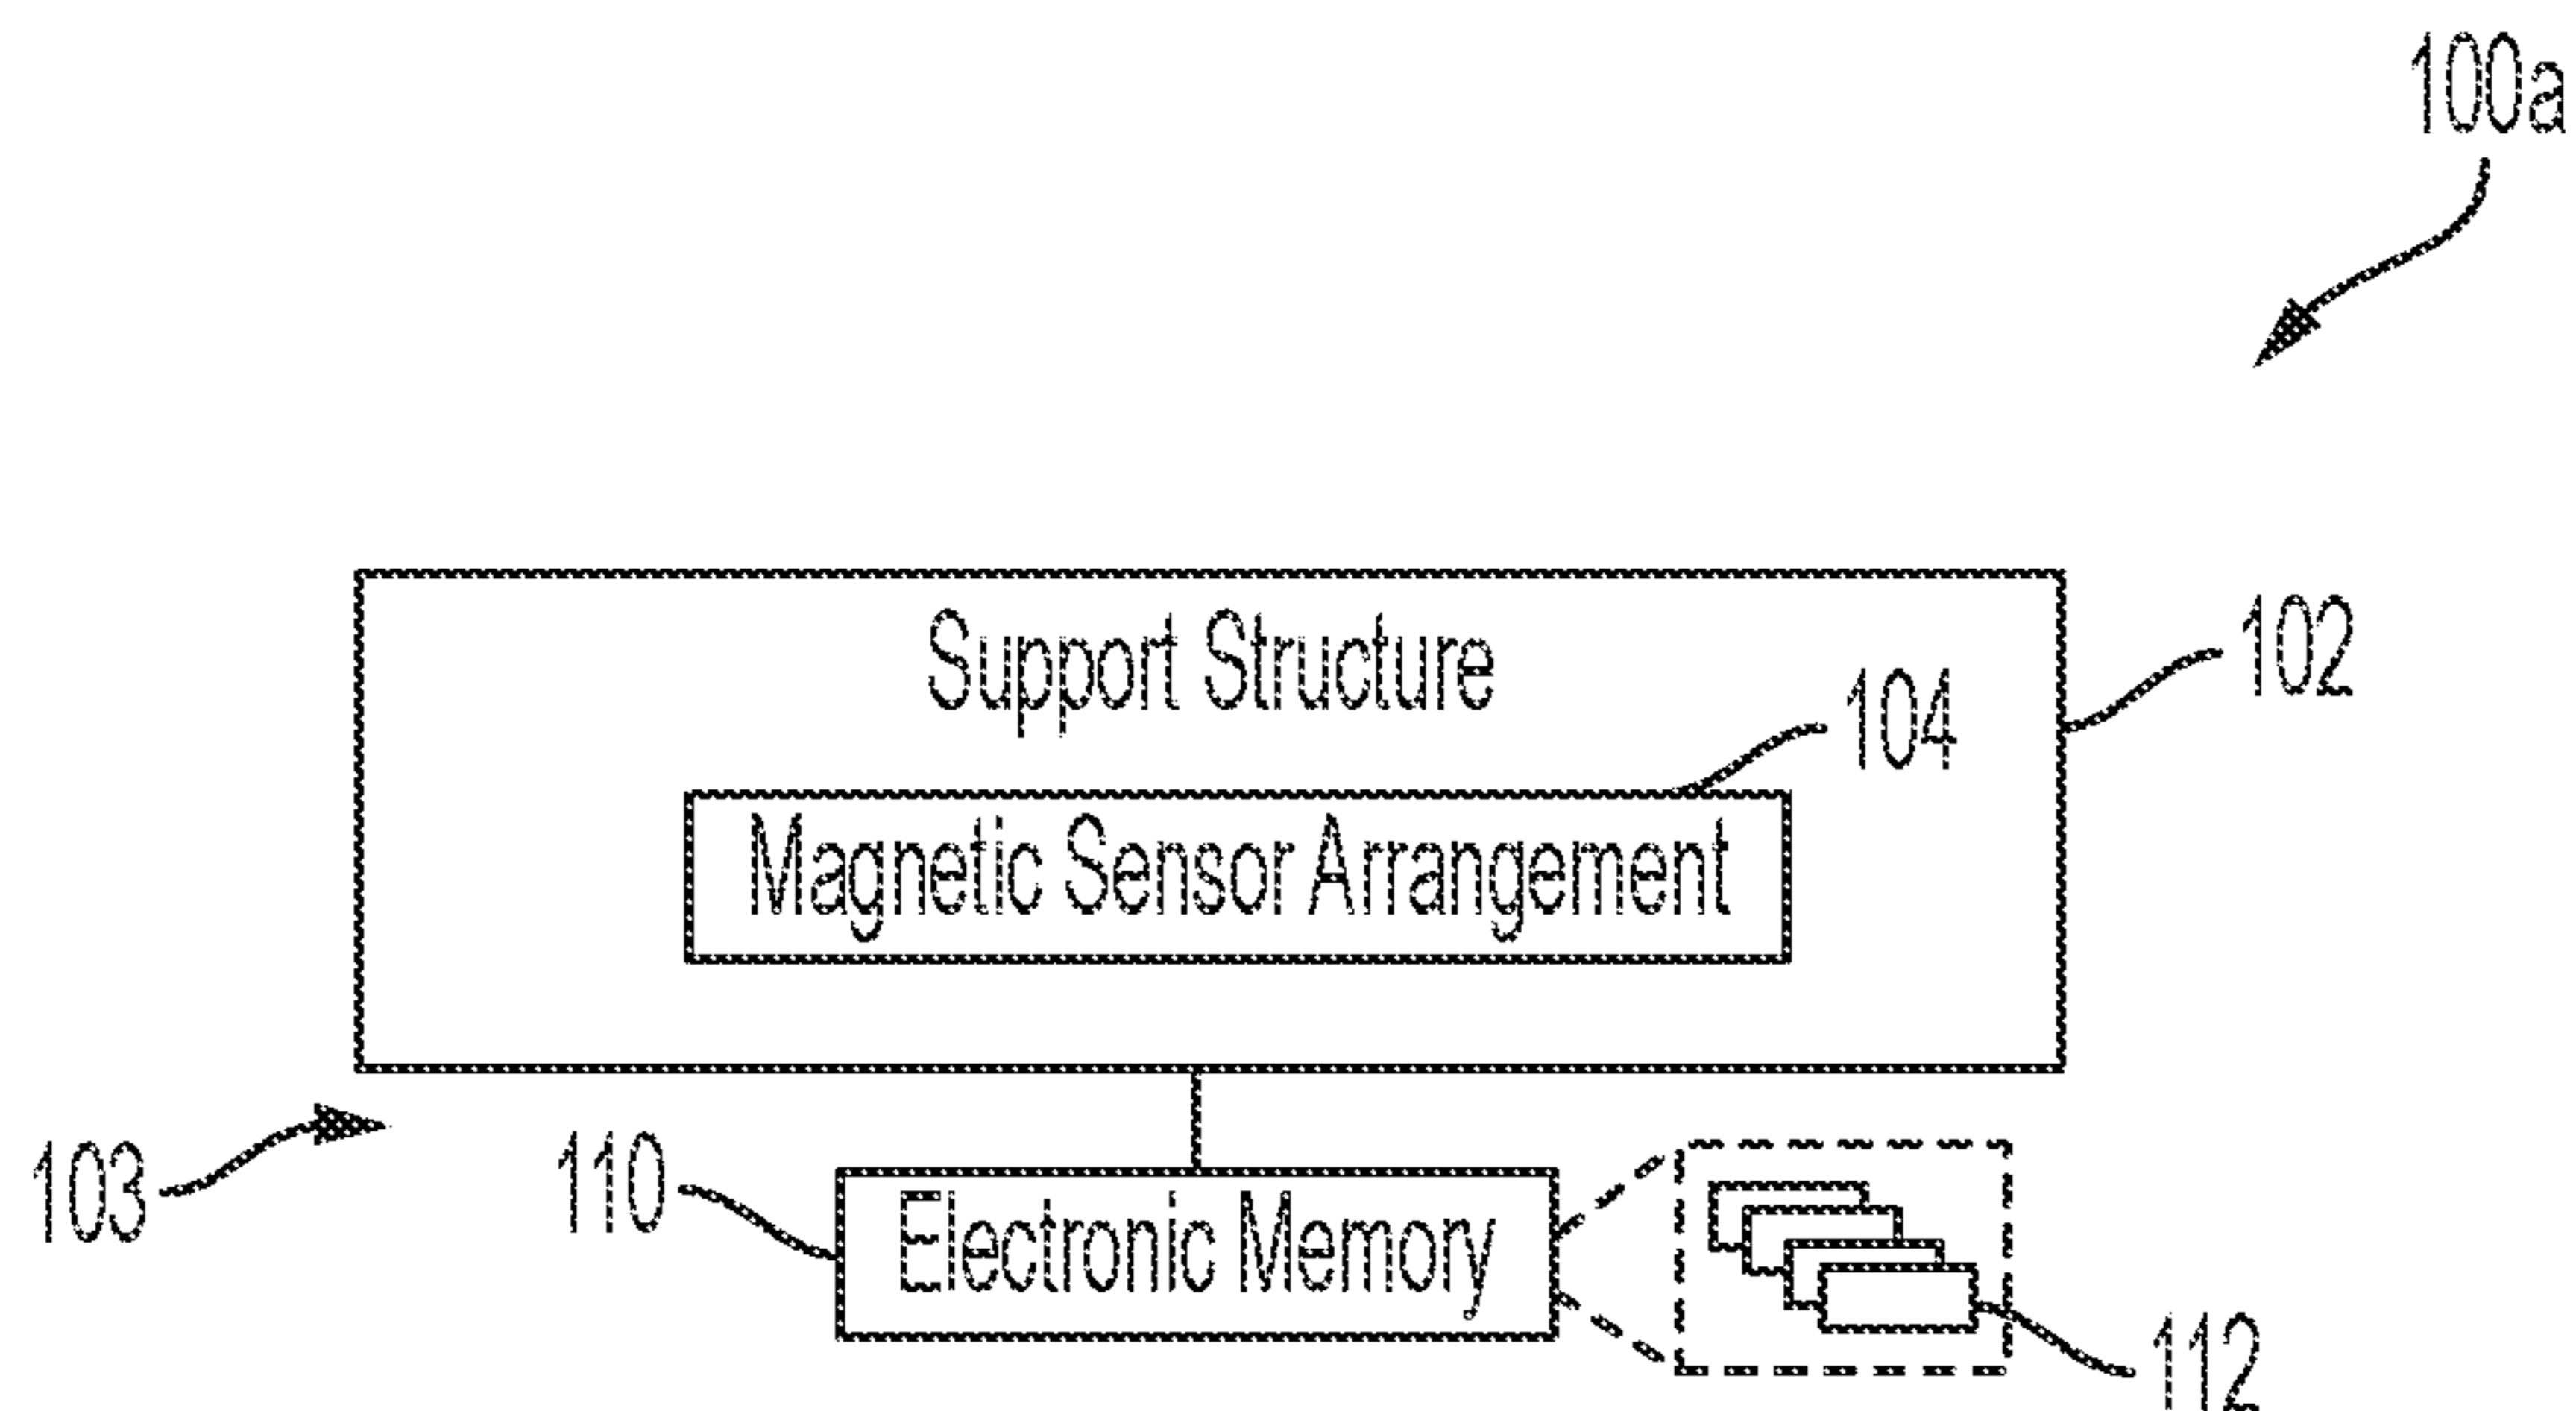 100a
Support Structure
102
104
Magnetic Sensor Arrangement
103
110
Electronic Memory
112